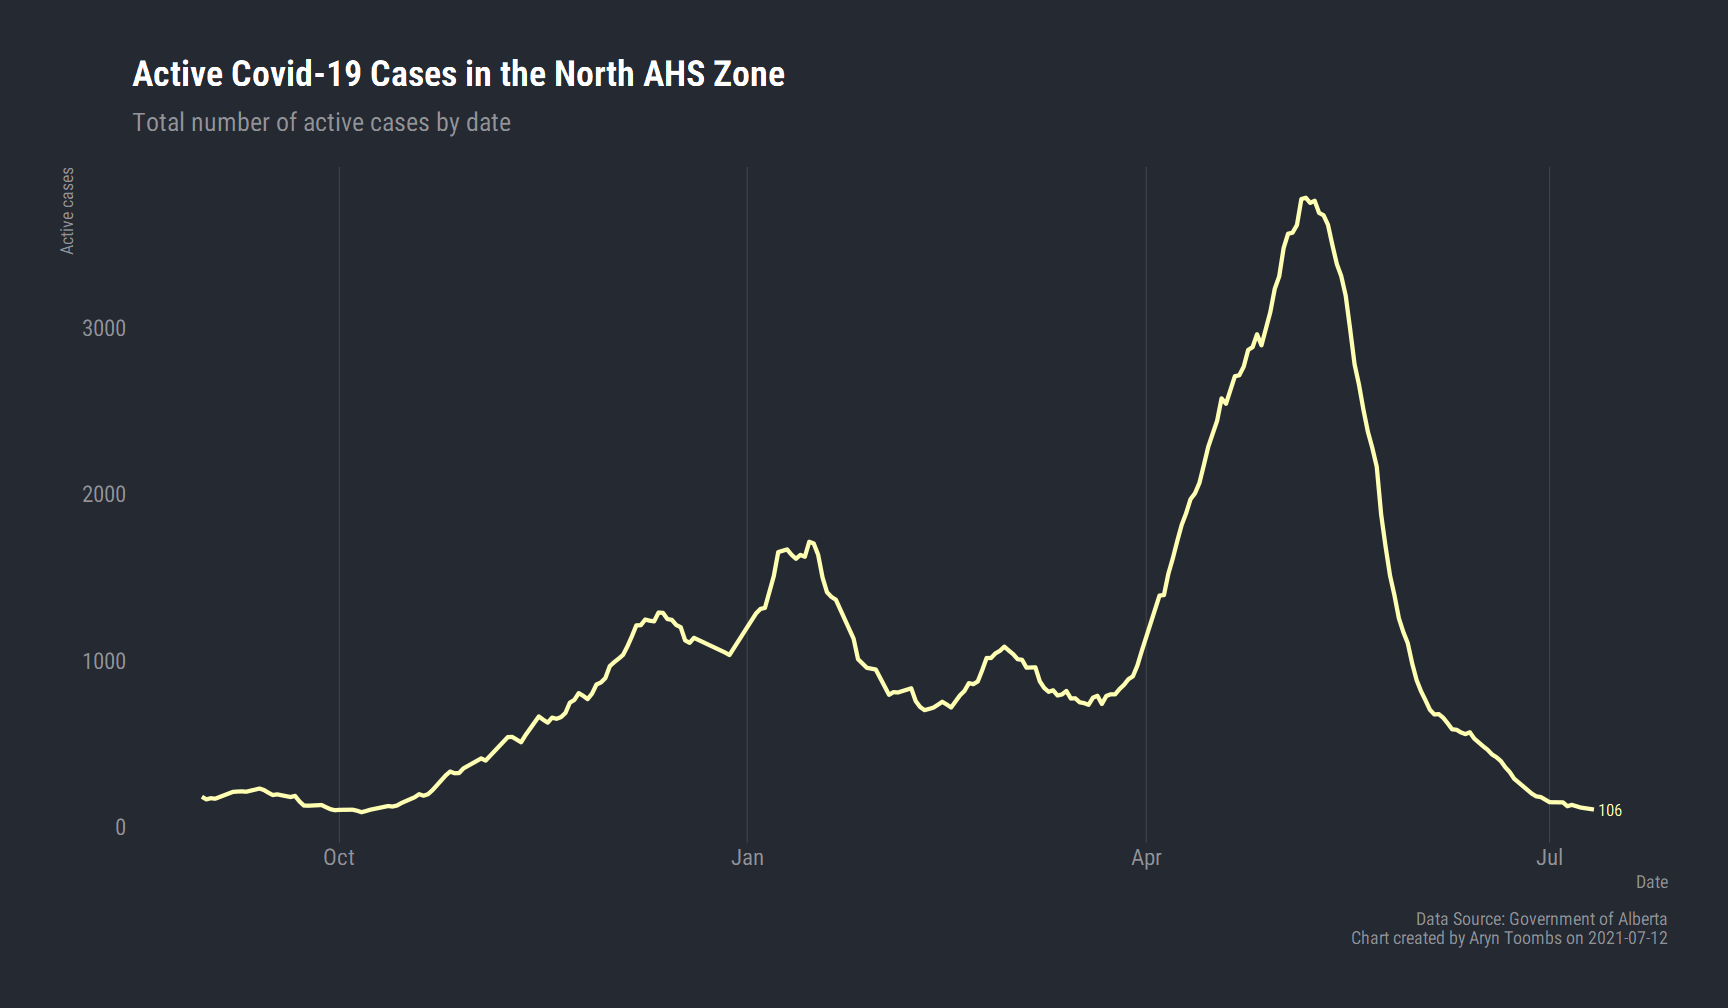 Active Covid-19 Cases in the North AHS Zone
Total number of active cases by date
Active cases
3000
2000
1000
0
106
Oct
Jan
Apr
Jul
Date
Data Source: Government of Alberta
Chart created by Aryn Toombs on 2021-07-12